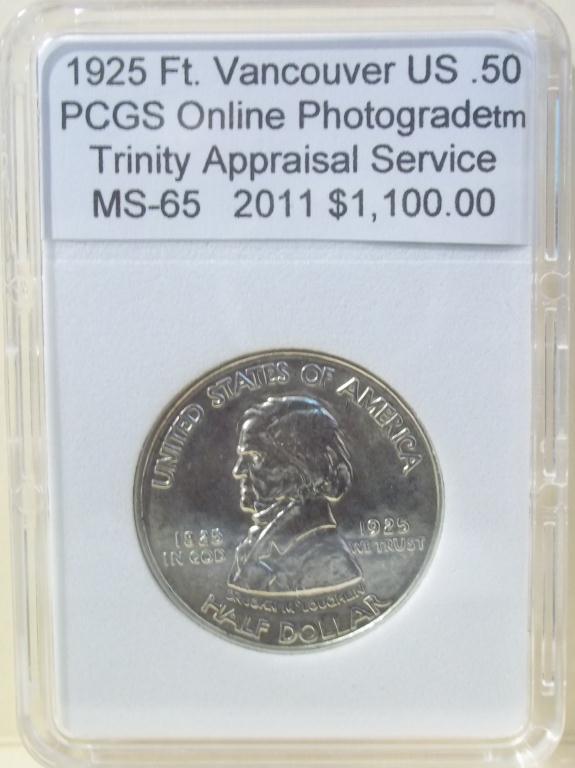 1925 Ft. Vancouver US .50
PCGS Online Photogradetm
Trinity Appraisal Service
MS-65 2011 $1,100.00
UNITED STATES OF AMERICA
1825 1925
IN GOD WE TRUST
DR JOHN McLOUGHLIN
HALF DOLLAR